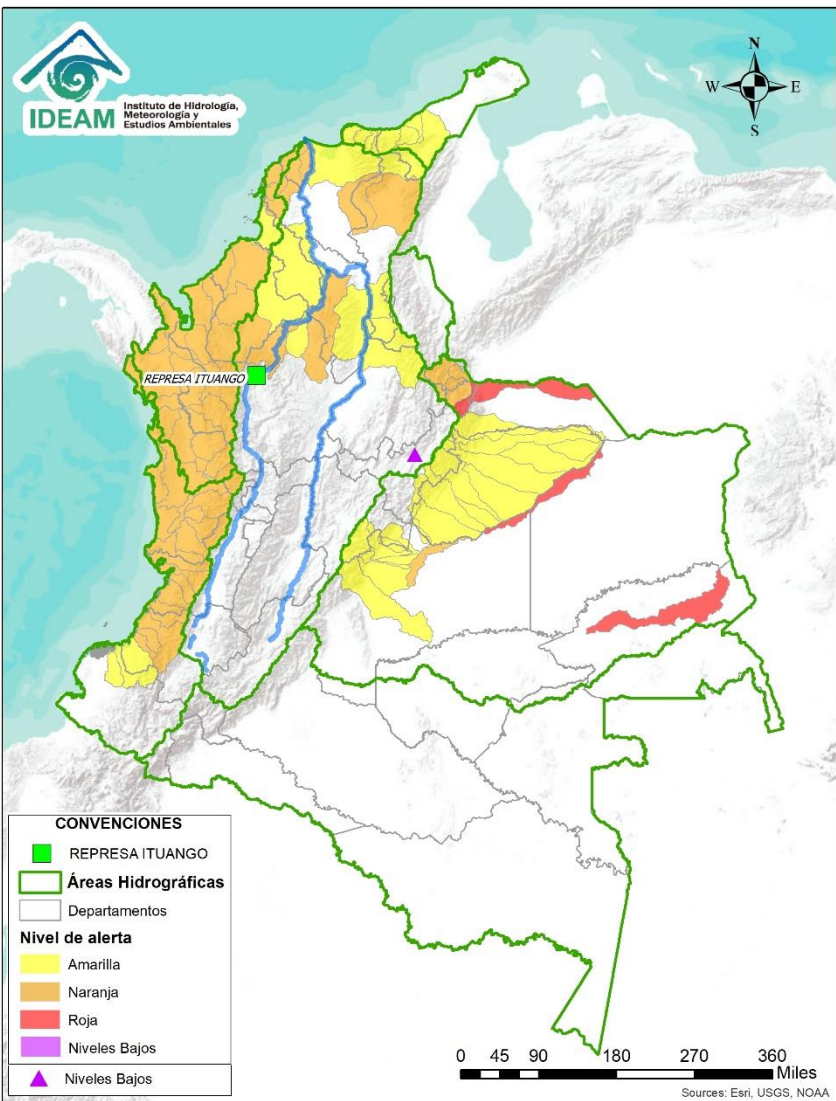 IDEAM
Instituto de Hidrología,
Meteorología y
Estudios Ambientales
N
W
E
S
REPRESA ITUANGO
CONVENCIONES
REPRESA ITUANGO
Áreas Hidrográficas
Departamentos
Nivel de alerta
Amarilla
Naranja
Roja
Niveles Bajos
Niveles Bajos
0 45 90 180 270 360
Miles
Sources: Esri, USGS, NOAA